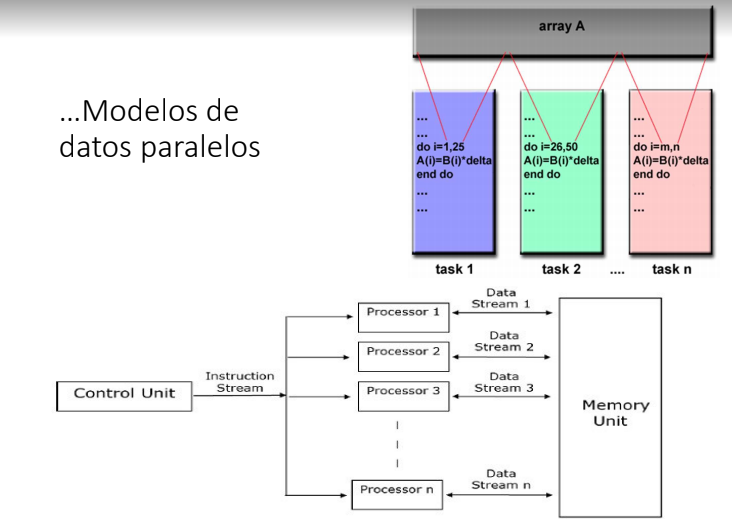 array A
...Modelos de
datos paralelos
...
...
do i=1,25
A(i)=B(i)*delta
end do
...
...
task 1
...
...
do i=26,50
A(i)=B(i)*delta
end do
...
...
task 2
....
...
...
do i=m,n
A(i)=B(i)*delta
end do
...
...
task n
Control Unit
Instruction
Stream
Processor 1
Processor 2
Processor 3
Processor n
Data
Stream 1
Data
Stream 2
Data
Stream 3
Data
Stream n
Memory
Unit